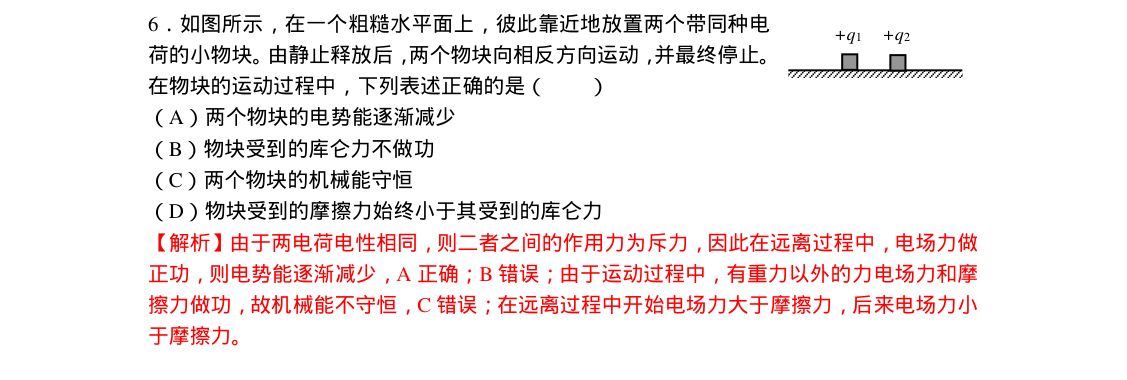 6．如图所示，在一个粗糙水平面上，彼此靠近地放置两个带同种电
荷的小物块。由静止释放后，两个物块向相反方向运动，并最终停止。
在物块的运动过程中，下列表述正确的是（　　）
（A）两个物块的电势能逐渐减少
（B）物块受到的库仑力不做功
（C）两个物块的机械能守恒
（D）物块受到的摩擦力始终小于其受到的库仑力
+q1 +q2
【解析】由于两电荷电性相同，则二者之间的作用力为斥力，因此在远离过程中，电场力做
正功，则电势能逐渐减少，A 正确；B 错误；由于运动过程中，有重力以外的力电场力和摩
擦力做功，故机械能不守恒，C 错误；在远离过程中开始电场力大于摩擦力，后来电场力小
于摩擦力。